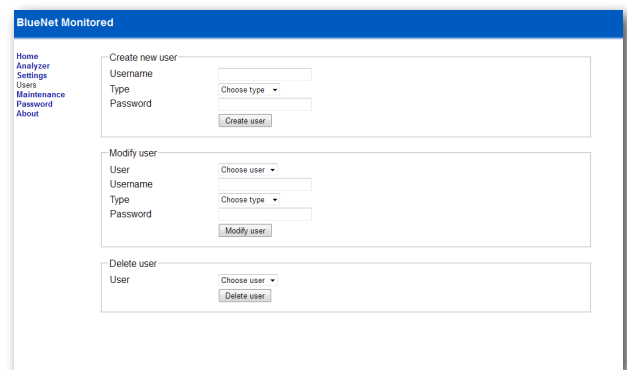 BlueNet Monitored
Home
Analyzer
Settings
Users
Maintenance
Password
About
Create new user
Username
Type Choose type
Password
Create user
Modify user
User Choose user
Username
Type Choose type
Password
Modify user
Delete user
User Choose user
Delete user